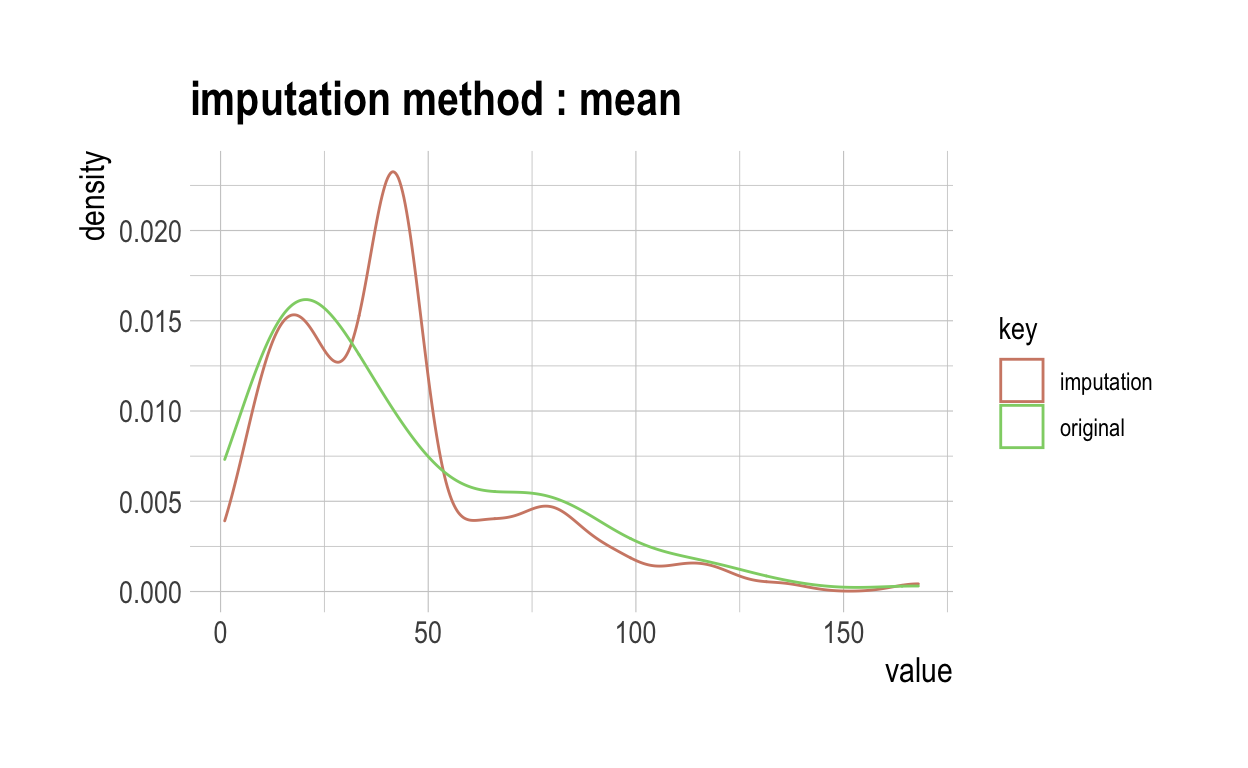 imputation method : mean
density
0.020
0.015
0.010
0.005
0.000
0 50 100 150
value
key
imputation
original